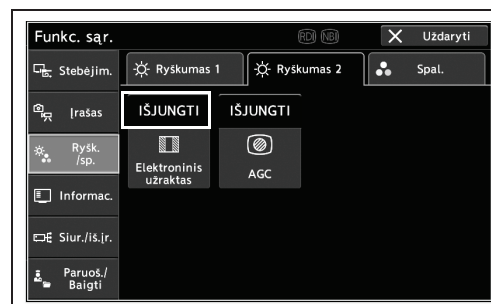 Funkc. sąr.
RDI NBI
Uždaryti
Stebėjim.
Ryškumas 1
Ryškumas 2
Spal.
Įrašas
IŠJUNGTI
IŠJUNGTI
Ryšk.
/sp.
Elektroninis
užraktas
AGC
Informac.
Siur./iš.įr.
Paruoš./
Baigti